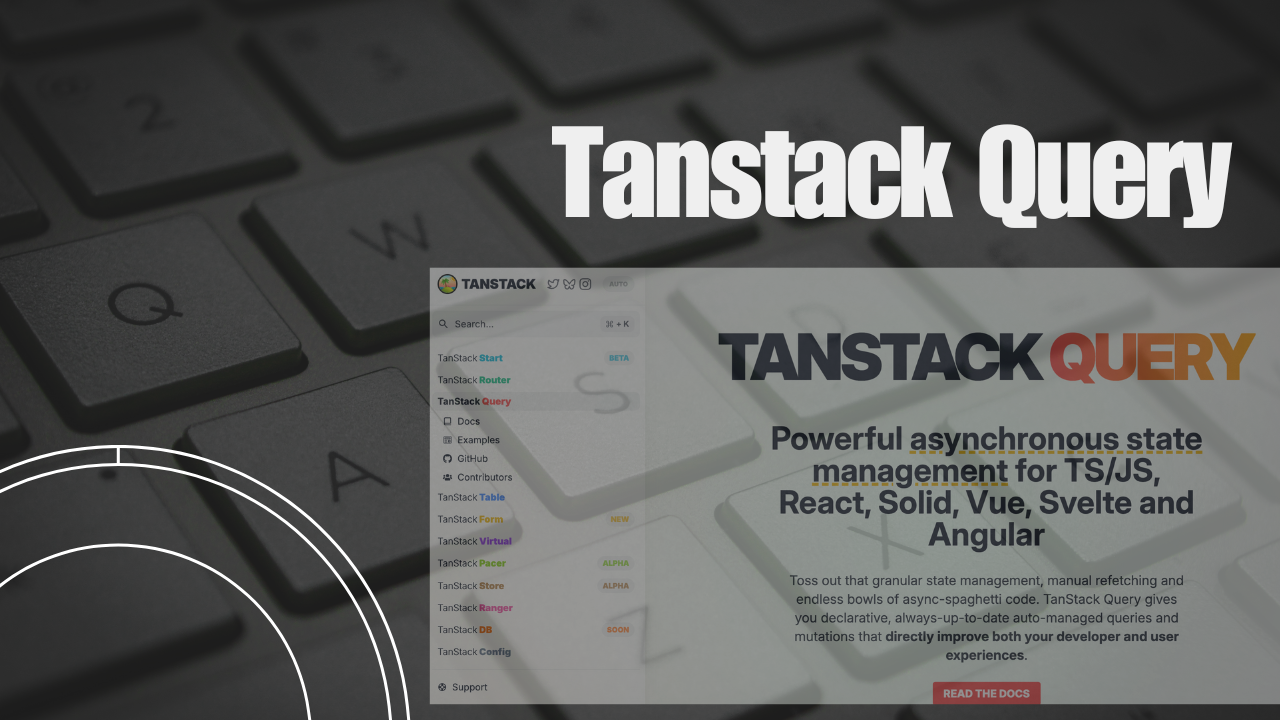 Tanstack Query
TANSTACK
AUTO
Search...
⌘ + K
TanStack Start BETA
TanStack Router
TanStack Query
Docs
Examples
GitHub
Contributors
TanStack Table
TanStack Form NEW
TanStack Virtual
TanStack Pacer ALPHA
TanStack Store ALPHA
TanStack Ranger
TanStack DB SOON
TanStack Config
Support
TANSTACK QUERY
Powerful asynchronous state
management for TS/JS,
React, Solid, Vue, Svelte and
Angular
Toss out that granular state management, manual refetching and
endless bowls of async-spaghetti code. TanStack Query gives
you declarative, always-up-to-date auto-managed queries and
mutations that directly improve both your developer and user
experiences.
READ THE DOCS
2
3
Q
W
A
S
Z
X